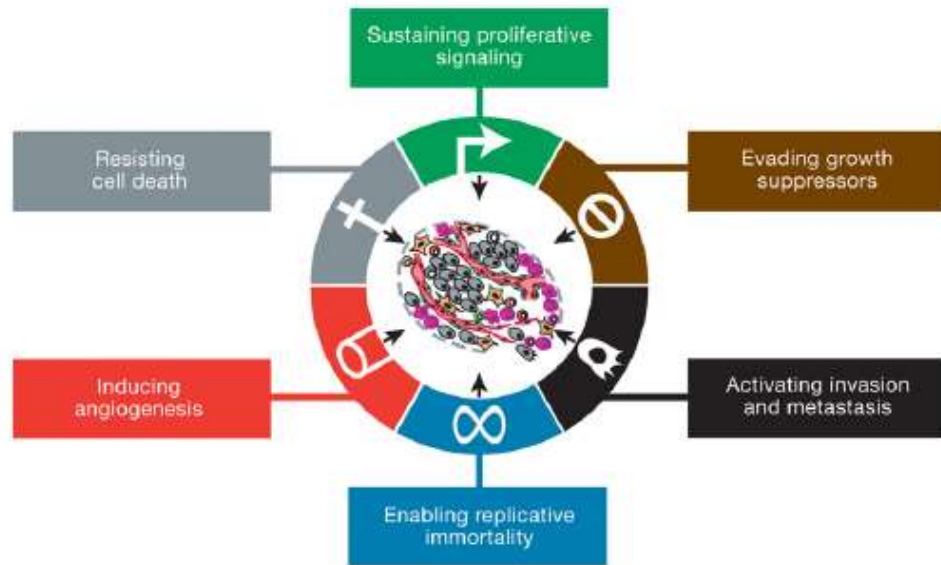 Sustaining proliferative
signaling
Resisting
cell death
Evading growth
suppressors
Inducing
angiogenesis
Activating invasion
and metastasis
Enabling replicative
immortality